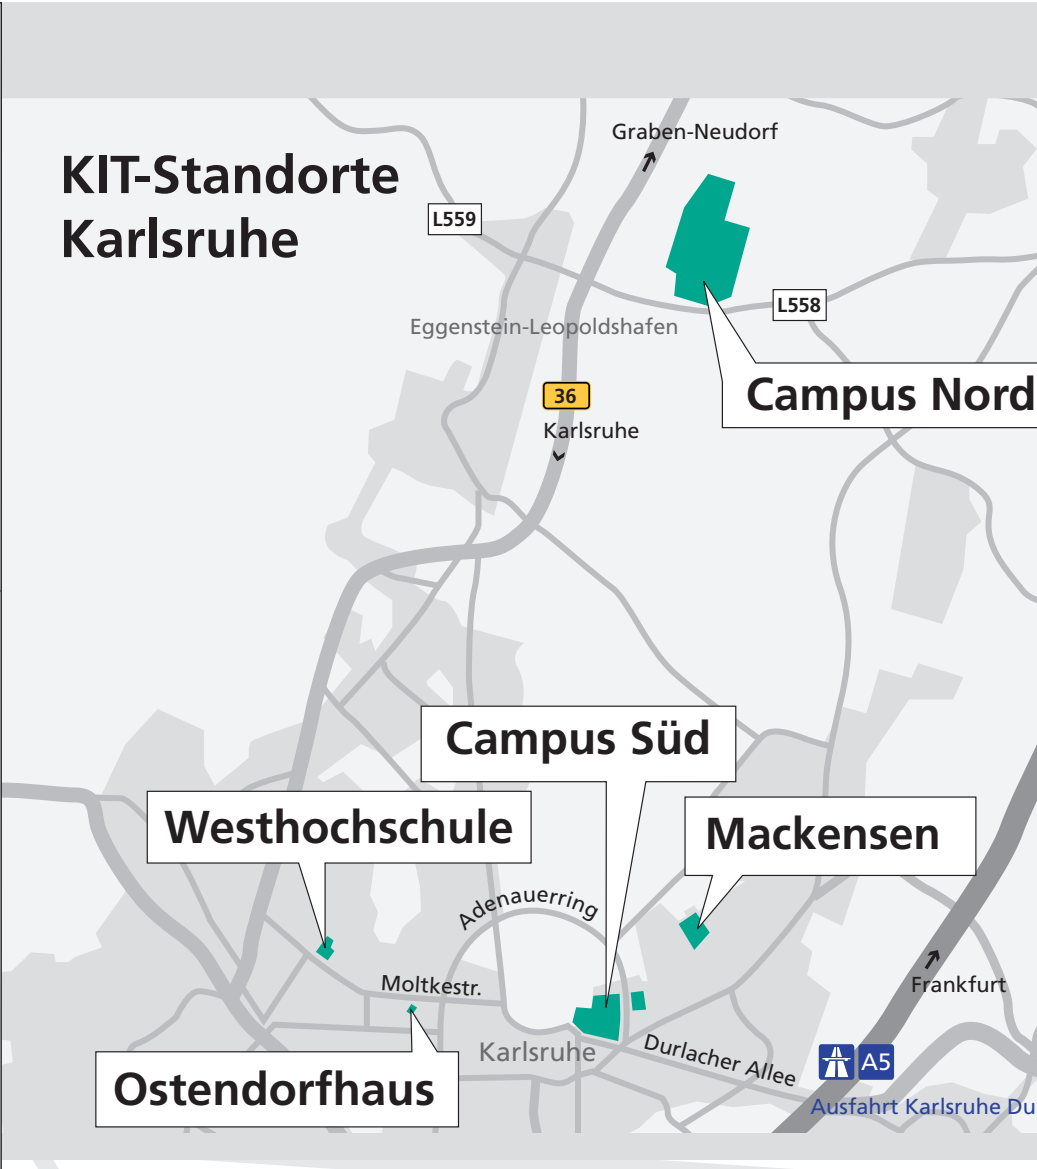 Graben-Neudorf
KIT-Standorte
Karlsruhe
L559
L558
Eggenstein-Leopoldshafen
Campus Nord
36
Karlsruhe
Campus Süd
Westhochschule
Mackensen
Adenauerring
Moltkestr.
Frankfurt
Karlsruhe
Durlacher Allee
A5
Ostendorfhaus
Ausfahrt Karlsruhe Du